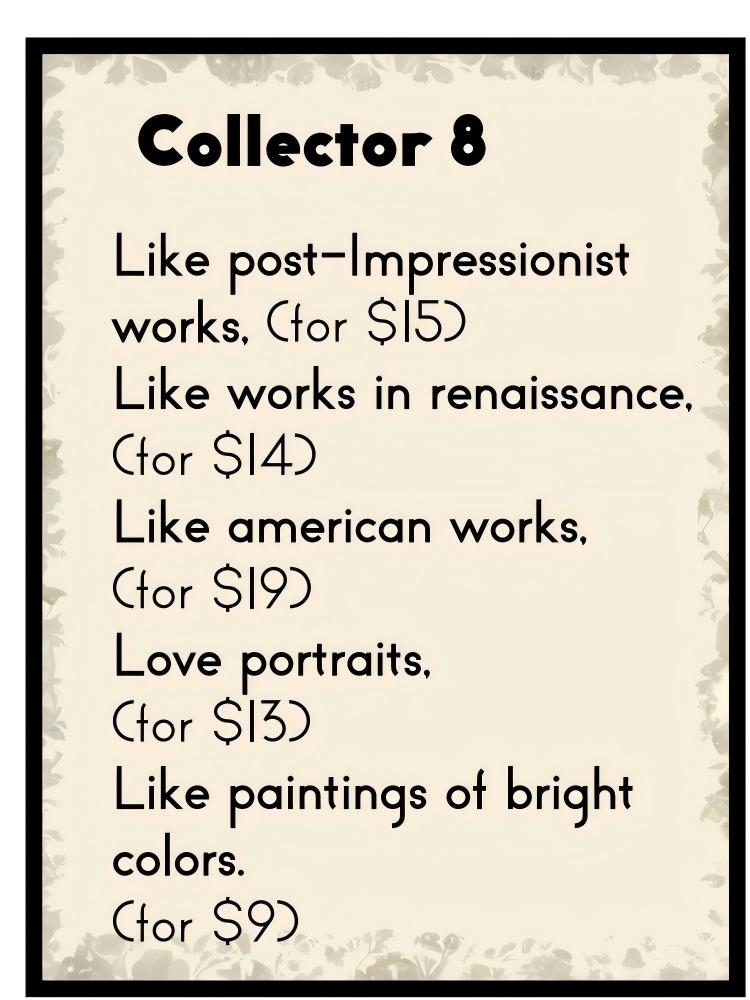 Collector 8
Like post-Impressionist
works, (for $15)
Like works in renaissance,
(for $14)
Like american works,
(for $19)
Love portraits,
(for $13)
Like paintings of bright
colors.
(for $9)